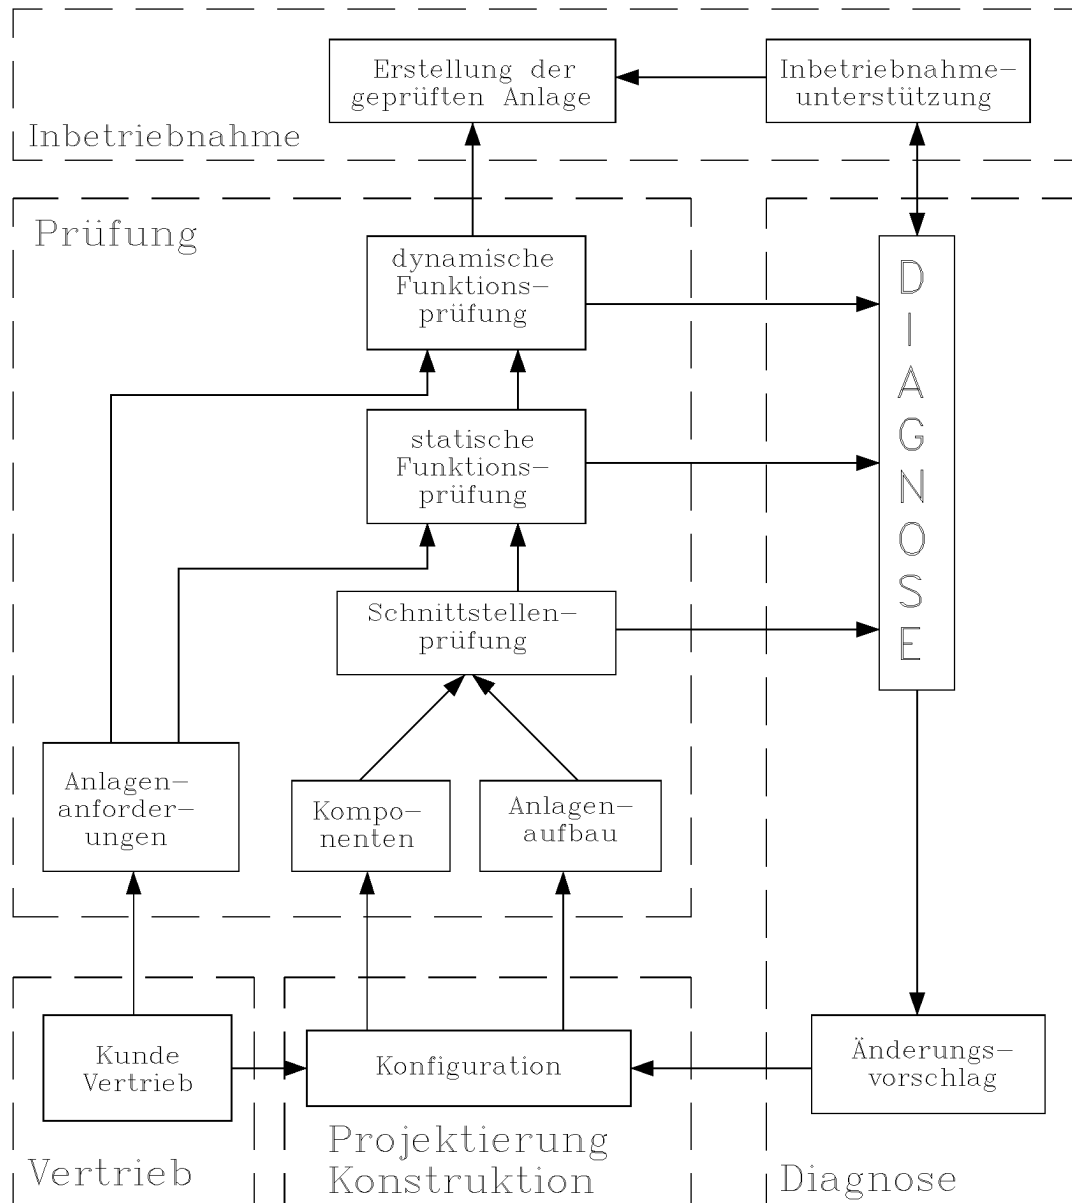 Erstellung der
geprüften Anlage
Inbetriebnahme-
unterstützung
Inbetriebnahme
Prüfung
dynamische
Funktions-
prüfung
DIAGNOSE
statische
Funktions-
prüfung
Schnittstellen-
prüfung
Anlagen-
anforder-
ungen
Kompo-
nenten
Anlagen-
aufbau
Kunde
Vertrieb
Konfiguration
Änderungs-
vorschlag
Vertrieb
Projektierung
Konstruktion
Diagnose